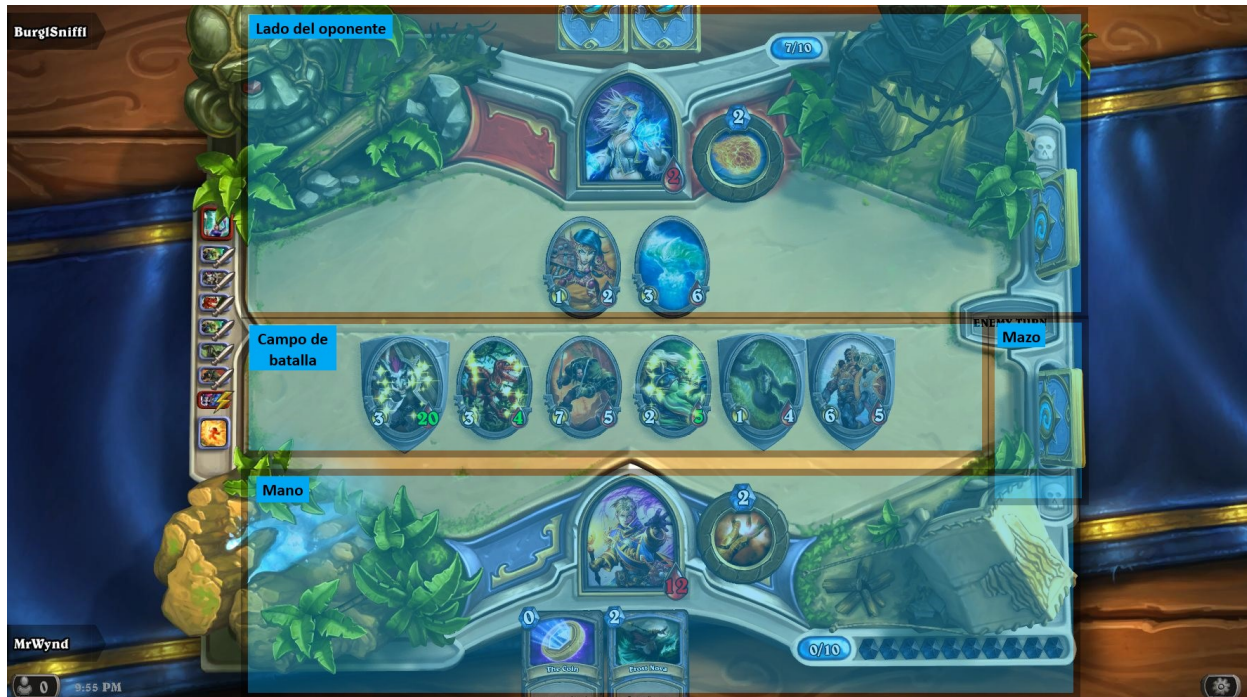 BurglSniffl
Lado del oponente
7/10
2
2
1
2
3
6
ENEMY TURN
Campo de
batalla
Mazo
3
20
3
4
7
5
2
5
1
4
6
5
Mano
2
12
0
2
The Coin
Frost Nova
0/10
MrWynd
0
9:55 PM